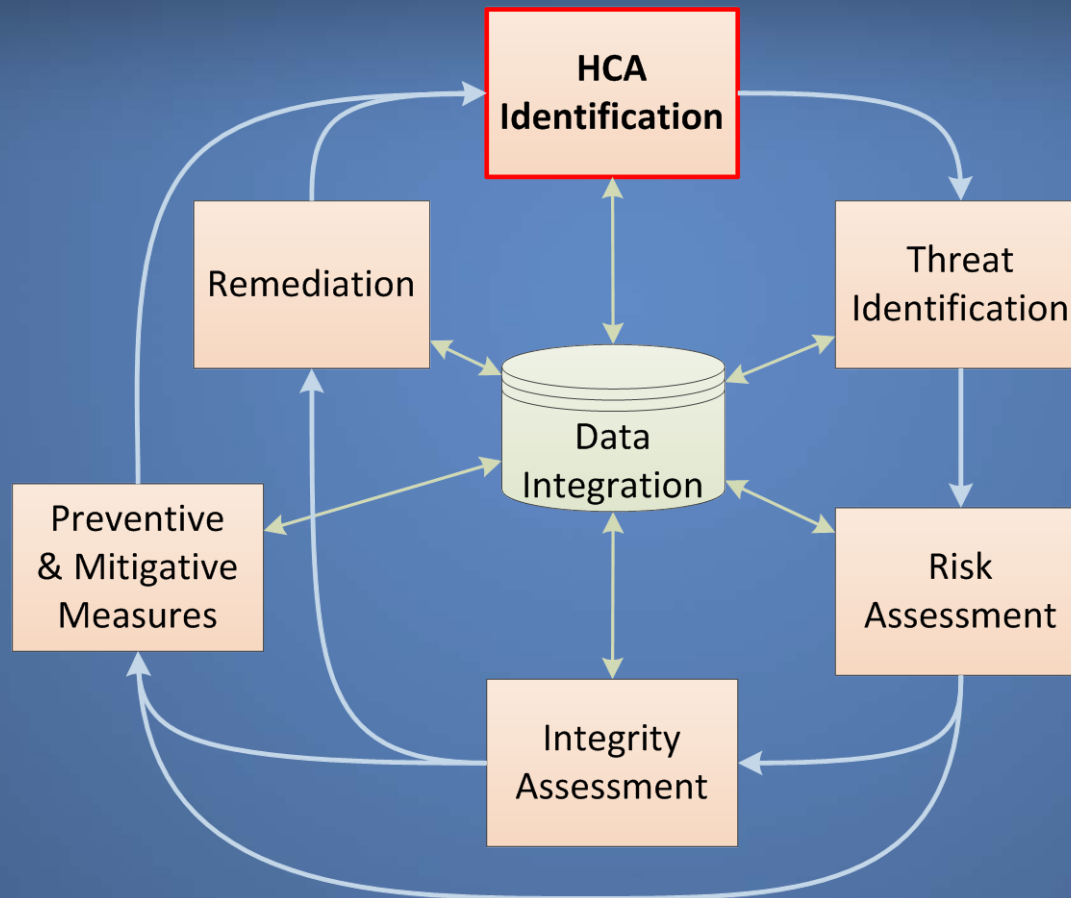 HCA
Identification
Remediation
Threat
Identification
Data
Integration
Preventive
& Mitigative
Measures
Risk
Assessment
Integrity
Assessment